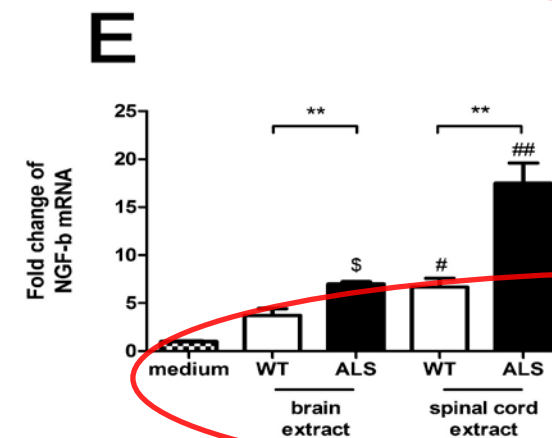 E
Fold change of
NGF-b mRNA
25
20
15
10
5
0
** **
$ # ##
medium WT ALS WT ALS
brain extract
spinal cord extract